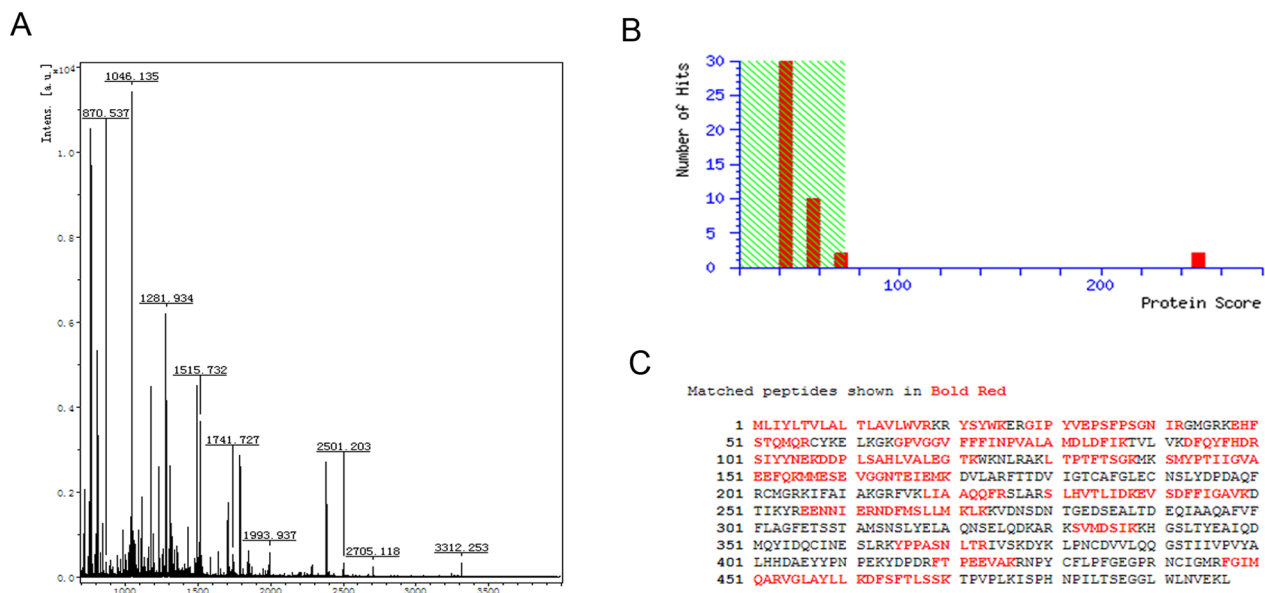 A
Intens. [a.u.]
x10⁴
1046.135
870.537
1.0
0.8
1281.934
0.6
1515.732
0.4
1741.727
2501.203
0.2
1993.937
2705.118
3312.253
0.0
1000
1500
2000
2500
3000
3500
B
Number of Hits
30
25
20
15
10
5
0
100
200
Protein Score
C
Matched peptides shown in Bold Red
1 MLIYLTVLAL TLAVLWVRKR YSYWKERGIP YVEPSFPSGN IRGMGRKEHF
51 STQMQRCYKE LKGKGPVGGV FFFINPVALA MDLDFIKTVL VKDFQYFHDR
101 SIYYNEKDDP LSAHLVALEG TKWKNLRAKL TPTFTSGKMK SMYPTIIGVA
151 EEFQKMMESE VGGNTEIEMK DVLARFTTDV IGTCAFGLEC NSLYDPDAQF
201 RCMGRKIFAI AKGRFVKLIA AQQFRSLARS LHVTLIDKEV SDFFIGAVKD
251 TIKYREENNI ERNDFMSLLM KLKKVDNSDN TGEDSEALTD EQIAAQAFVF
301 FLAGFETSST AMSNSLYELA QNSELQDKAR KSVMDSIKKH GSLTYEAIQD
351 MQYIDQCINE SLRKYPPASN LTRIVSKDYK LPNCDVVLQQ GSTIIVPVYA
401 LHHDAEYYPN PEKYDPDRFT PEEVAKRNPY CFLPFGEGPR NCIGMRFGIM
451 QARVGLAYLL KDFSFTLSSK TPVPLKISPH NPILTSEGGL WLNVEKL